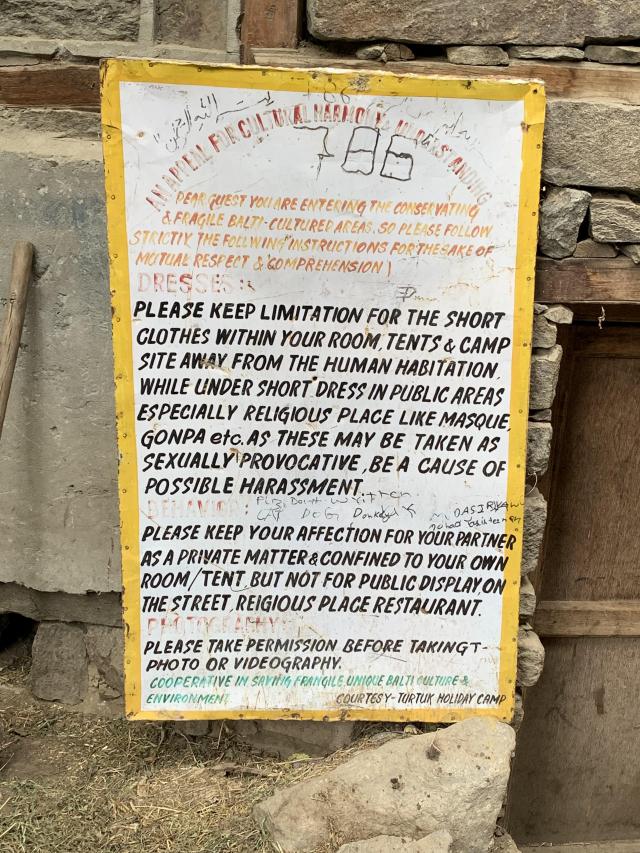 786
AN APPEAL FOR CULTURAL HARMONY & UNDERSTANDING
786
DEAR GUEST YOU ARE ENTERING THE CONSERVATING
& FRAGILE BALTI-CULTURED AREAS. SO PLEASE FOLLOW
STRICTLY THE FOLLWING INSTRUCTIONS FOR THE SAKE OF
MUTUAL RESPECT & COMPREHENSION)
DRESSES:-
PLEASE KEEP LIMITATION FOR THE SHORT
CLOTHES WITHIN YOUR ROOM, TENTS & CAMP
SITE AWAY FROM THE HUMAN HABITATION,
WHILE UNDER SHORT DRESS IN PUBLIC AREAS
ESPECIALLY RELIGIOUS PLACE LIKE MASQUE,
GONPA etc. AS THESE MAY BE TAKEN AS
SEXUALLY PROVOCATIVE, BE A CAUSE OF
POSSIBLE HARASSMENT.
BEHAVIOR:
CAT DOG Donkey
PLEASE KEEP YOUR AFFECTION FOR YOUR PARTNER
AS A PRIVATE MATTER & CONFINED TO YOUR OWN
ROOM/TENT, BUT NOT FOR PUBLIC DISPLAY, ON
THE STREET, REIGIOUS PLACE RESTAURANT.
PHOTOGRAPHY:
PLEASE TAKE PERMISSION BEFORE TAKINGT-
PHOTO OR VIDEOGRAPHY.
COOPERATIVE IN SAVING FRANGILE, UNIQUE BALTI CULTURE &
ENVIRONMENT COURTESY-TURTUK HOLIDAY CAMP